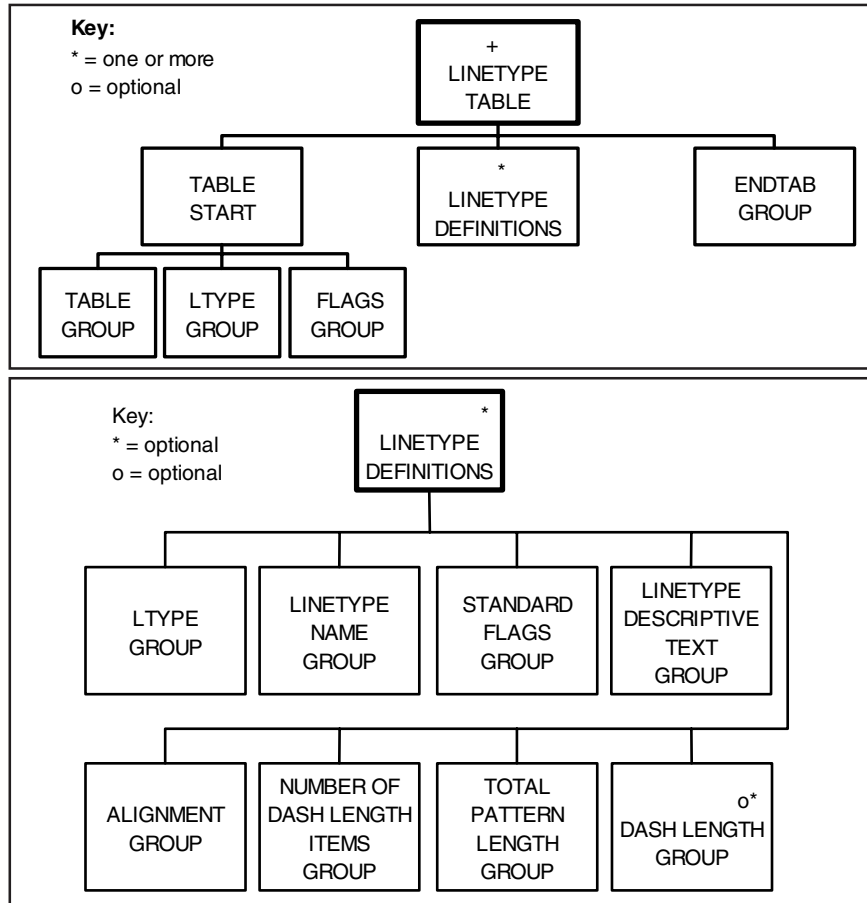 Key:
* = one or more
o = optional
+
LINETYPE
TABLE
TABLE
START
*
LINETYPE
DEFINITIONS
ENDTAB
GROUP
TABLE
GROUP
LTYPE
GROUP
FLAGS
GROUP
Key:
* = optional
o = optional
*
LINETYPE
DEFINITIONS
LTYPE
GROUP
LINETYPE
NAME
GROUP
STANDARD
FLAGS
GROUP
LINETYPE
DESCRIPTIVE
TEXT
GROUP
ALIGNMENT
GROUP
NUMBER OF
DASH LENGTH
ITEMS
GROUP
TOTAL
PATTERN
LENGTH
GROUP
o*
DASH LENGTH
GROUP